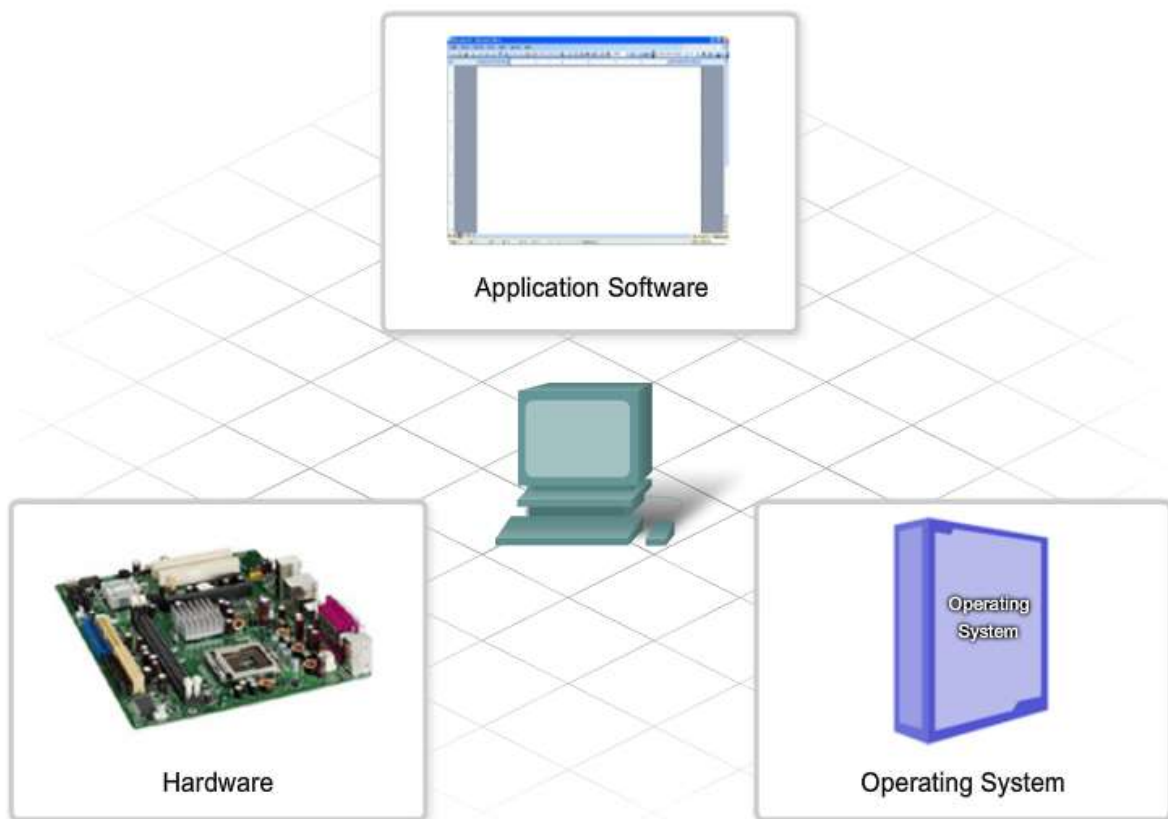 Application Software
Operating
System
Hardware
Operating System